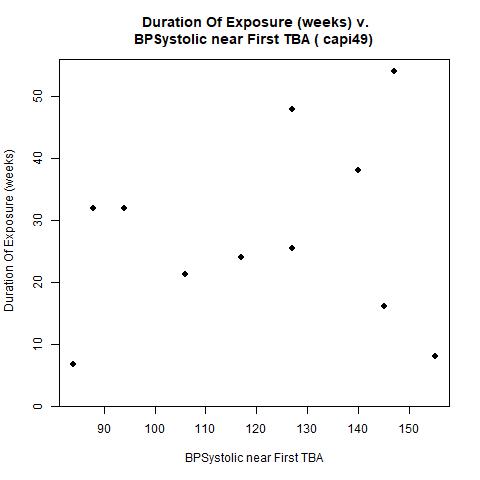 Duration Of Exposure (weeks) v.
BPSystolic near First TBA ( capi49)
Duration Of Exposure (weeks)
50
40
30
20
10
0
90 100 110 120 130 140 150
BPSystolic near First TBA